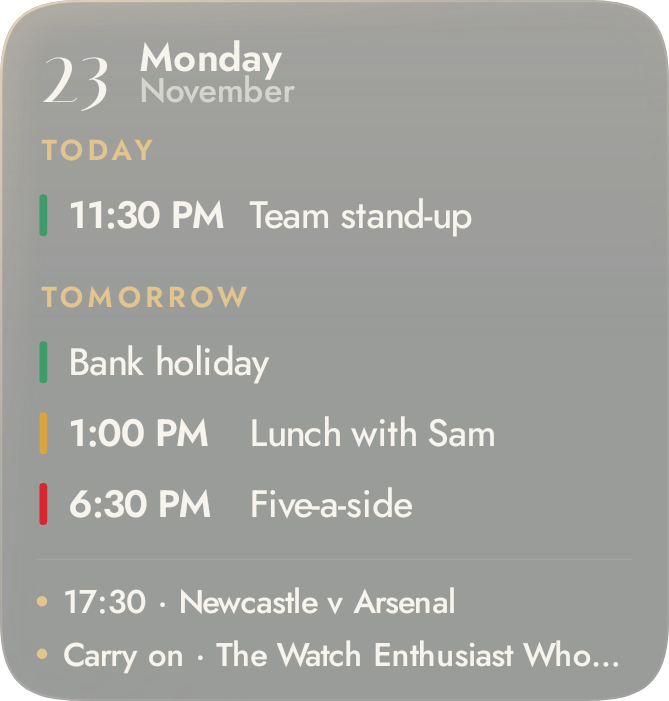 23 Monday
November
TODAY
11:30 PM Team stand-up
TOMORROW
Bank holiday
1:00 PM Lunch with Sam
6:30 PM Five-a-side
17:30 · Newcastle v Arsenal
Carry on · The Watch Enthusiast Who...